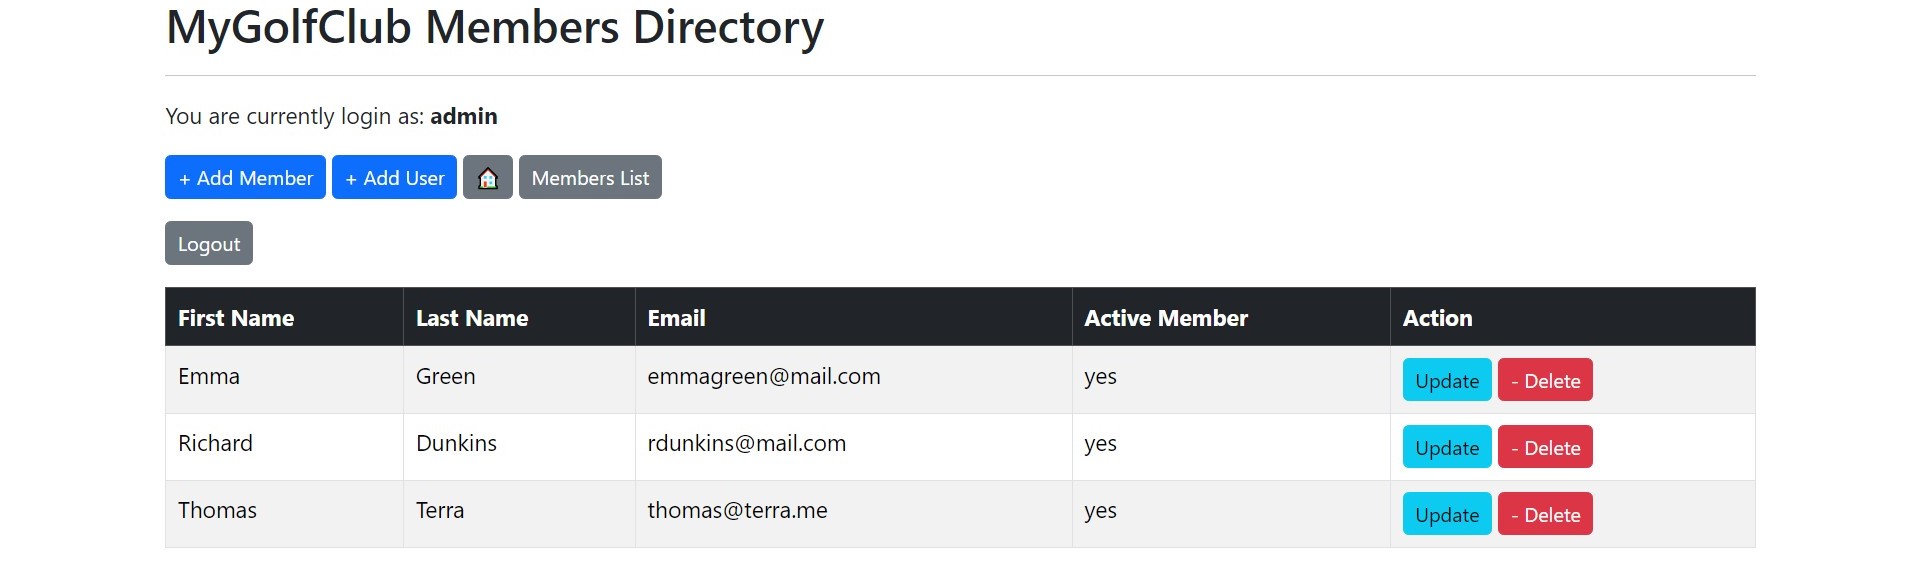 MyGolfClub Members Directory
You are currently login as: admin
+ Add Member + Add User Members List
Logout
First Name Last Name Email Active Member Action
Emma Green emmagreen@mail.com yes Update - Delete
Richard Dunkins rdunkins@mail.com yes Update - Delete
Thomas Terra thomas@terra.me yes Update - Delete